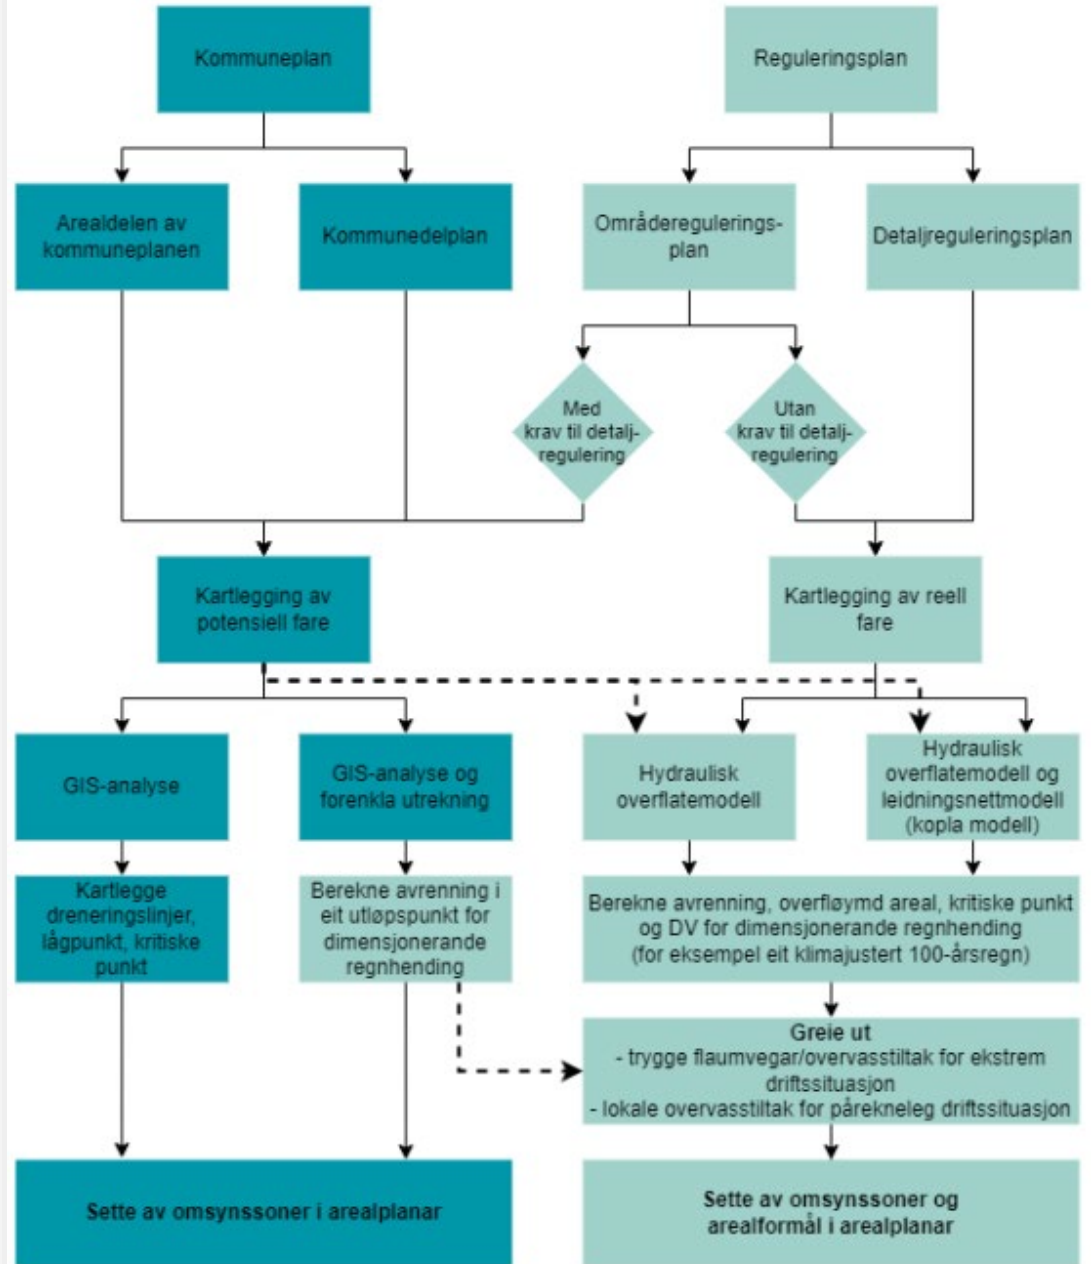 Kommuneplan
Reguleringsplan
Arealdelen av
kommuneplanen
Kommunedelplan
Områderegulerings-
plan
Detaljreguleringsplan
Med
krav til detalj-
regulering
Utan
krav til detalj-
regulering
Kartlegging av
potensiell fare
Kartlegging av reell
fare
GIS-analyse
GIS-analyse og
forenkla utrekning
Hydraulisk
overflatemodell
Hydraulisk
overflatemodell og
leidningsnettmodell
(kopla modell)
Kartlegge
dreneringslinjer,
lågpunkt, kritiske
punkt
Berekne avrenning i
eit utløpspunkt for
dimensjonerande
regnhending
Berekne avrenning, overfløymd areal, kritiske punkt
og DV for dimensjonerande regnhending
(for eksempel eit klimajustert 100-årsregn)
Greie ut
- trygge flaumvegar/overvasstiltak for ekstrem
driftssituasjon
- lokale overvasstiltak for pårekneleg driftssituasjon
Sette av omsynssoner i arealplanar
Sette av omsynssoner og
arealformål i arealplanar